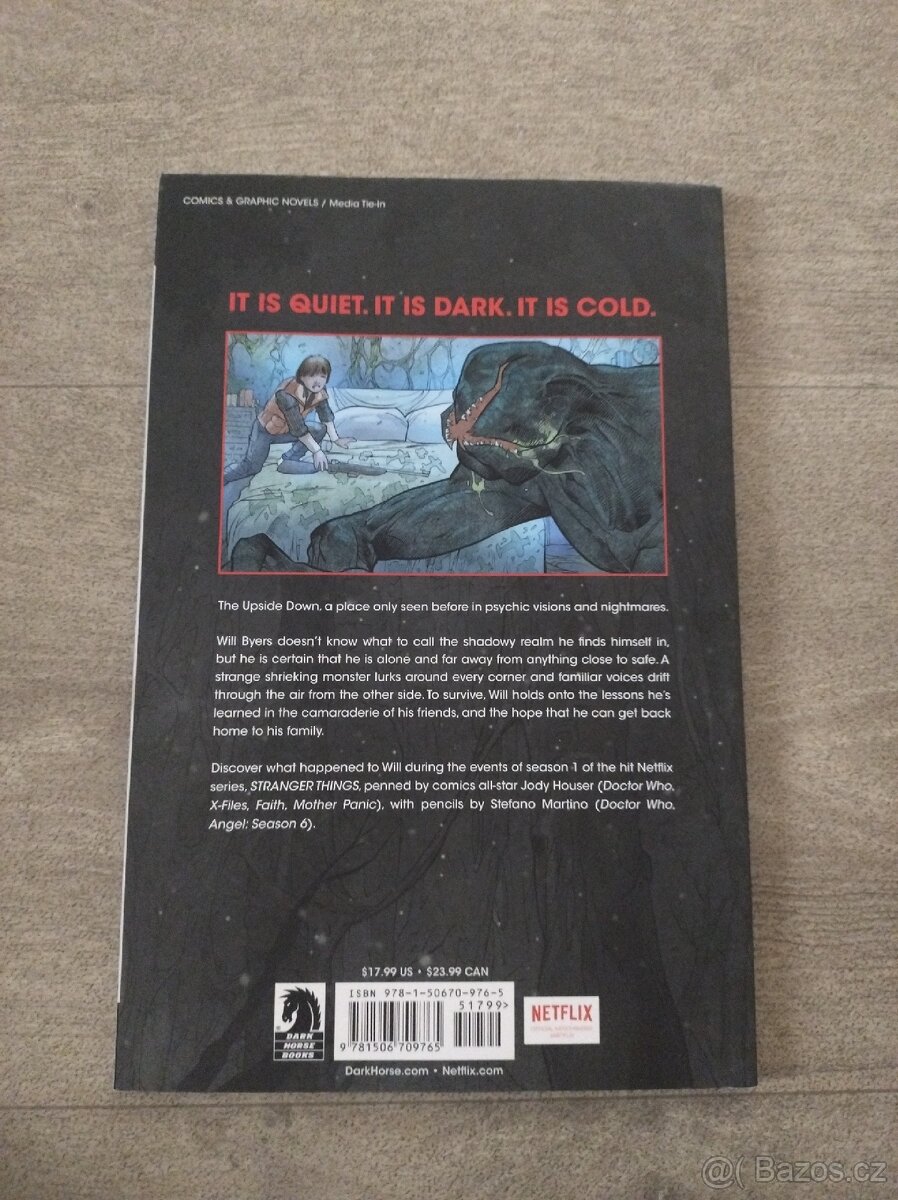 COMICS & GRAPHIC NOVELS / Media Tie-In
IT IS QUIET. IT IS DARK. IT IS COLD.
The Upside Down, a place only seen before in psychic visions and nightmares.
Will Byers doesn't know what to call the shadowy realm he finds himself in,
but he is certain that he is alone and far away from anything close to safe. A
strange shrieking monster lurks around every corner and familiar voices drift
through the air from the other side. To survive, Will holds onto the lessons he's
learned in the camaraderie of his friends, and the hope that he can get back
home to his family.
Discover what happened to Will during the events of season 1 of the hit Netflix
series, STRANGER THINGS, penned by comics all-star Jody Houser (Doctor Who,
X-Files, Faith, Mother Panic), with pencils by Stefano Martino (Doctor Who,
Angel: Season 6).
$17.99 US • $23.99 CAN
ISBN 978-1-50670-976-5
51799>
9 781506 709765
DARK
HORSE
BOOKS
NETFLIX
DarkHorse.com • Netflix.com
@( Bazos.cz